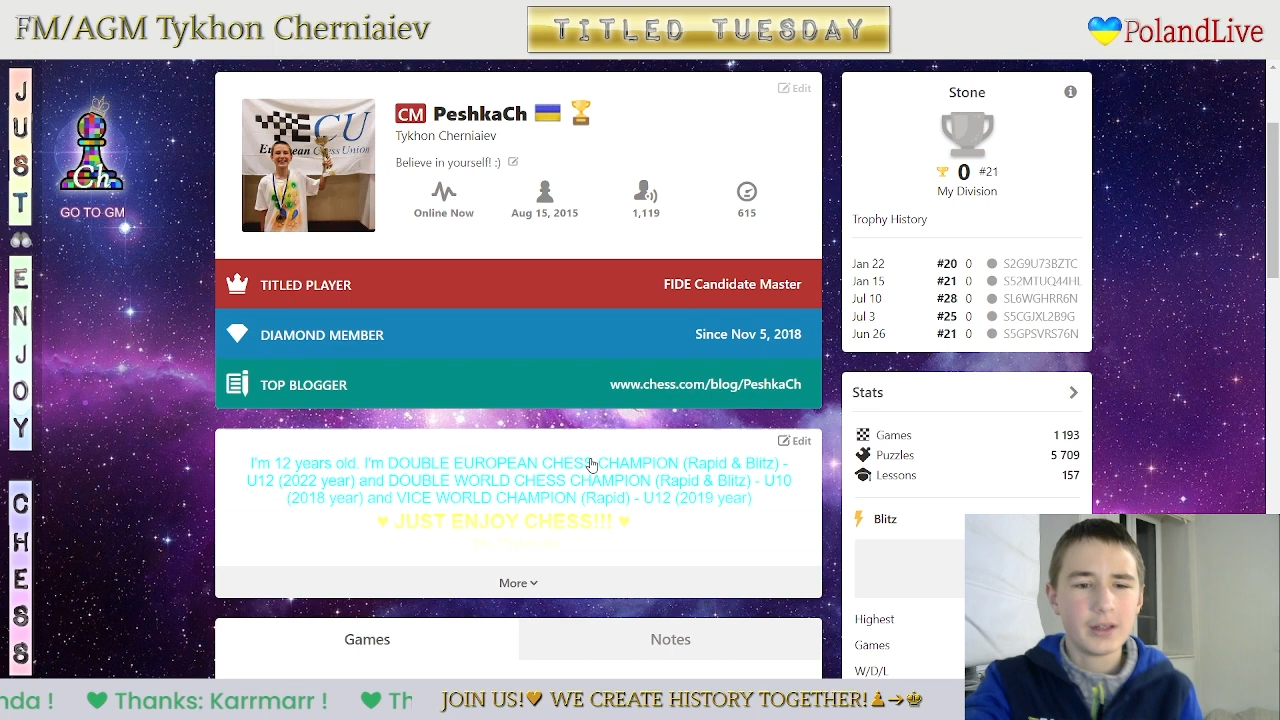 FM/AGM Tykhon Cherniaiev
TITLED TUESDAY
PolandLive
JUST
ENJOY
CHESS
Ch
GO TO GM
ECU
European Chess Union
Edit
CM PeshkaCh
Tykhon Cherniaiev
Believe in yourself! :)
Online Now
Aug 15, 2015
1,119
615
TITLED PLAYER FIDE Candidate Master
DIAMOND MEMBER Since Nov 5, 2018
TOP BLOGGER www.chess.com/blog/PeshkaCh
Edit
I'm 12 years old. I'm DOUBLE EUROPEAN CHESS CHAMPION (Rapid & Blitz) -
U12 (2022 year) and DOUBLE WORLD CHESS CHAMPION (Rapid & Blitz) - U10
(2018 year) and VICE WORLD CHAMPION (Rapid) - U12 (2019 year)
♥ JUST ENJOY CHESS!!! ♥
More
Games Notes
Stone
0 #21
My Division
Trophy History
Jan 22 #20 0 S2G9U73BZTC
Jan 15 #21 0 S52MTUQ44HL
Jul 10 #28 0 SL6WGHRR6N
Jul 3 #25 0 S5CGJXL2B9G
Jun 26 #21 0 S5GPSVRS76N
Stats
Games 1 193
Puzzles 5 709
Lessons 157
Blitz
Highest
Games
W/D/L
nda ! Thanks: Karrmarr ! Th
JOIN US! WE CREATE HISTORY TOGETHER!